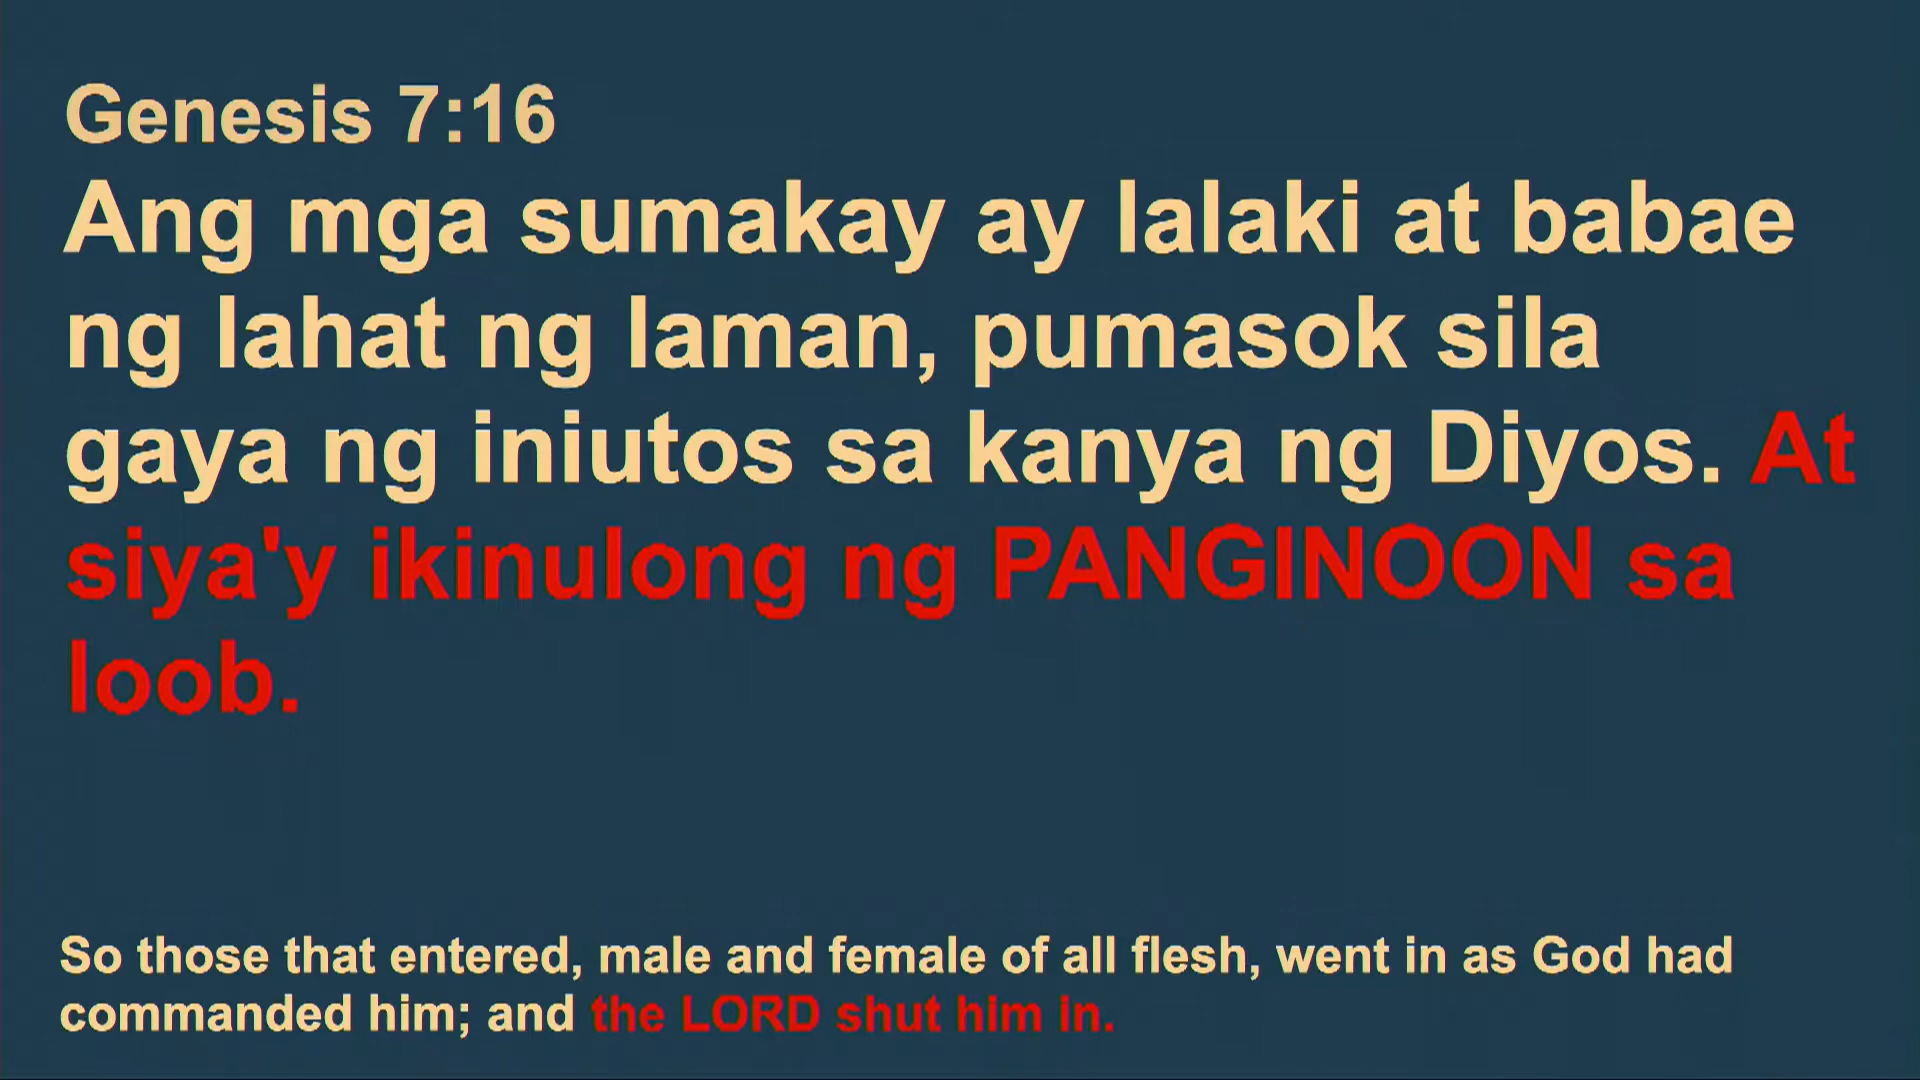 Genesis 7:16
Ang mga sumakay ay lalaki at babae
ng lahat ng laman, pumasok sila
gaya ng iniutos sa kanya ng Diyos. At
siya'y ikinulong ng PANGINOON sa
loob.
So those that entered, male and female of all flesh, went in as God had
commanded him; and the LORD shut him in.